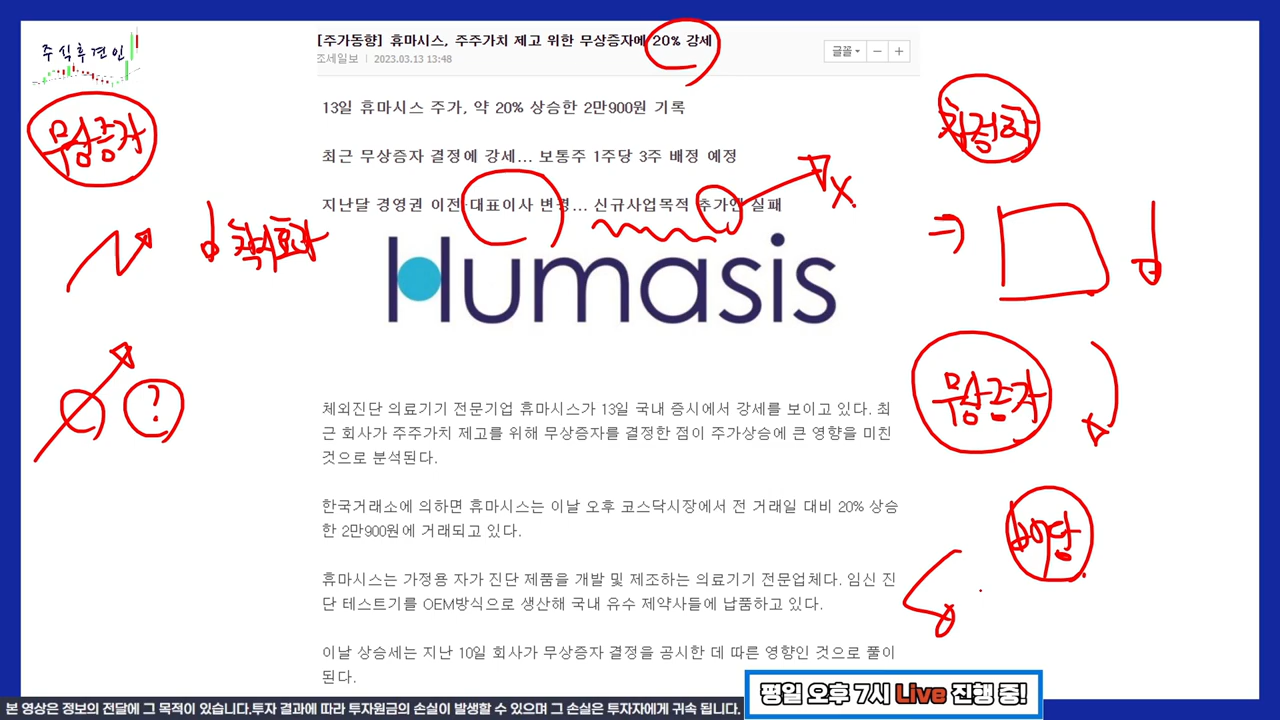 주식후견인
[주가동향] 휴마시스, 주주가치 제고 위한 무상증자에 20% 강세
조세일보 | 2023.03.13 13:48
글꼴 - +
13일 휴마시스 주가, 약 20% 상승한 2만900원 기록
최근 무상증자 결정에 강세... 보통주 1주당 3주 배정 예정
지난달 경영권 이전·대표이사 변경... 신규사업목적 추가안 실패
Humasis
체외진단 의료기기 전문기업 휴마시스가 13일 국내 증시에서 강세를 보이고 있다. 최
근 회사가 주주가치 제고를 위해 무상증자를 결정한 점이 주가상승에 큰 영향을 미친
것으로 분석된다.
한국거래소에 의하면 휴마시스는 이날 오후 코스닥시장에서 전 거래일 대비 20% 상승
한 2만900원에 거래되고 있다.
휴마시스는 가정용 자가 진단 제품을 개발 및 제조하는 의료기기 전문업체다. 임신 진
단 테스트기를 OEM방식으로 생산해 국내 유수 제약사들에 납품하고 있다.
이날 상승세는 지난 10일 회사가 무상증자 결정을 공시한 데 따른 영향인 것으로 풀이
된다.
무상증자
착시효과
?
X
무상증자
배당
평일 오후 7시 Live 진행 중!
본 영상은 정보의 전달에 그 목적이 있습니다.투자 결과에 따라 투자원금의 손실이 발생할 수 있으며 그 손실은 투자자에게 귀속 됩니다.